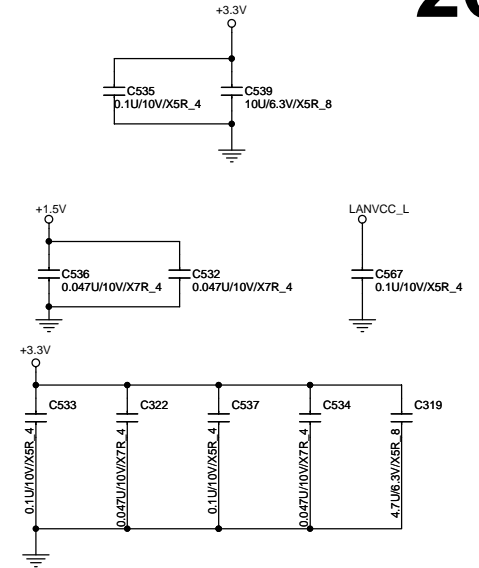 +3.3V
C535
0.1U/10V/X5R_4
C539
10U/6.3V/X5R_8
+1.5V
C536
0.047U/10V/X7R_4
C532
0.047U/10V/X7R_4
LANVCC_L
C567
0.1U/10V/X5R_4
+3.3V
C533
0.1U/10V/X5R_4
C322
0.047U/10V/X7R_4
C537
0.1U/10V/X5R_4
C534
0.047U/10V/X7R_4
C319
4.7U/6.3V/X5R_8